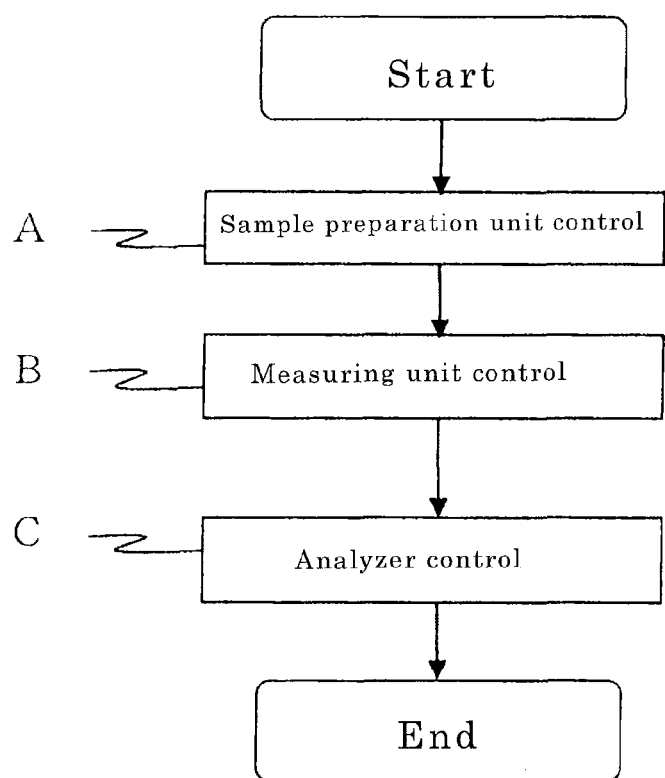 Start
A
Sample preparation unit control
B
Measuring unit control
C
Analyzer control
End